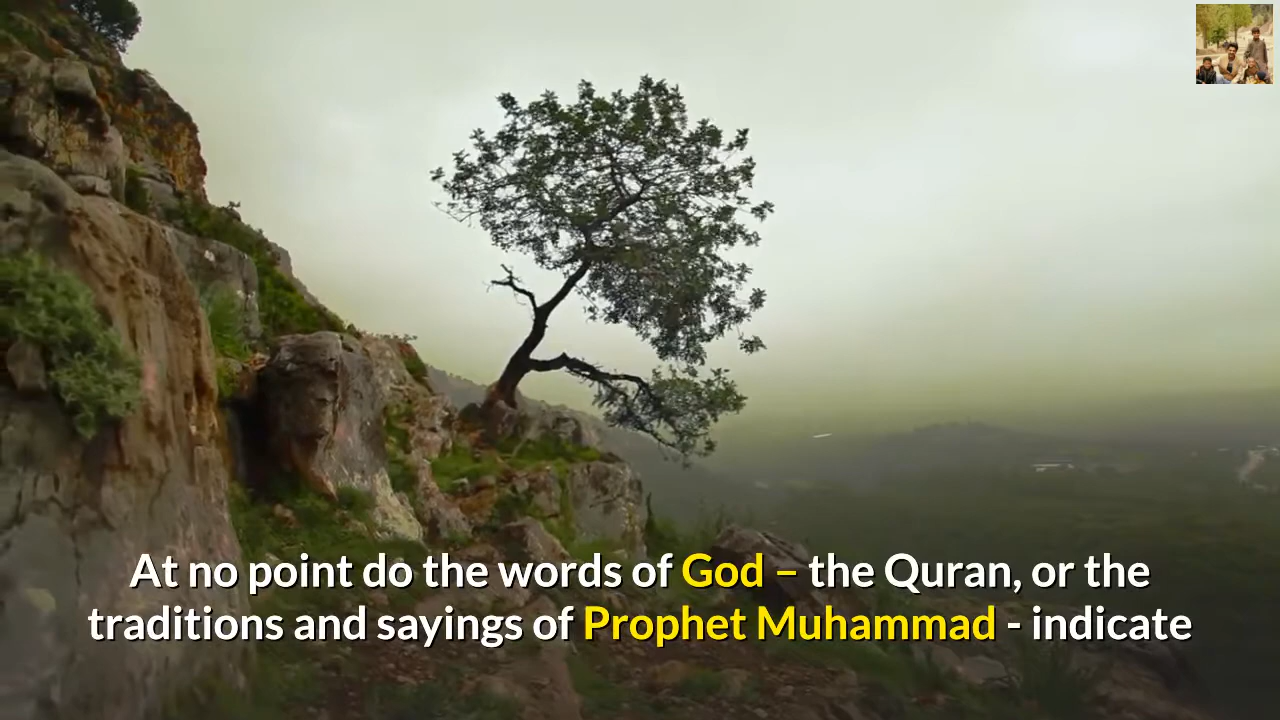 At no point do the words of God – the Quran, or the
traditions and sayings of Prophet Muhammad - indicate